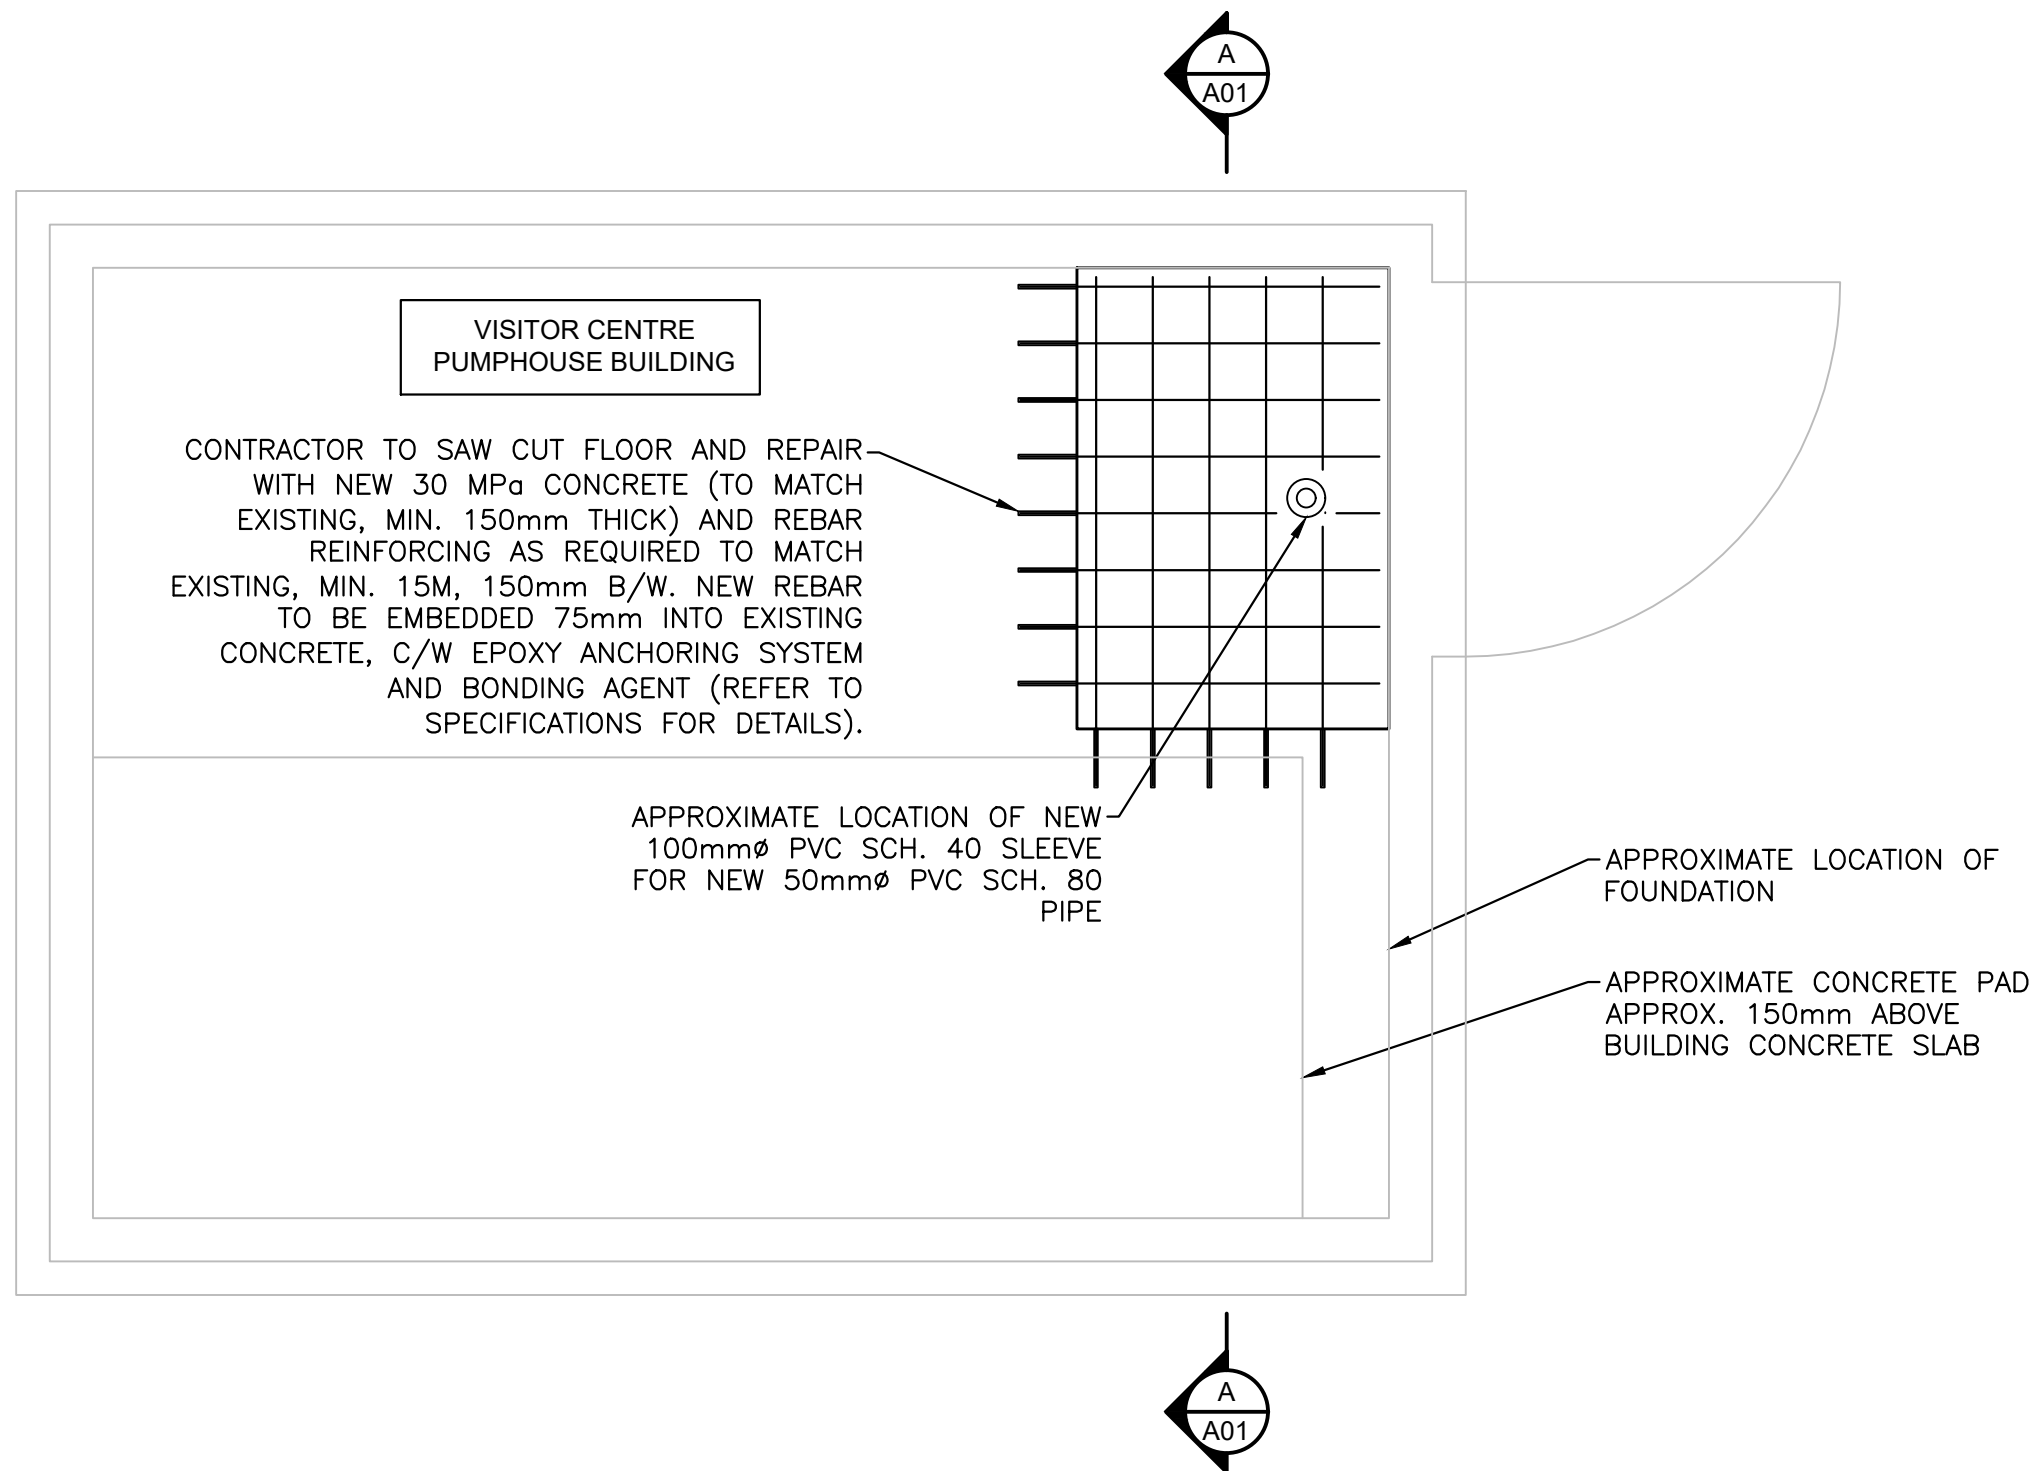 A
A01
VISITOR CENTRE
PUMPHOUSE BUILDING
CONTRACTOR TO SAW CUT FLOOR AND REPAIR
WITH NEW 30 MPa CONCRETE (TO MATCH
EXISTING, MIN. 150mm THICK) AND REBAR
REINFORCING AS REQUIRED TO MATCH
EXISTING, MIN. 15M, 150mm B/W. NEW REBAR
TO BE EMBEDDED 75mm INTO EXISTING
CONCRETE, C/W EPOXY ANCHORING SYSTEM
AND BONDING AGENT (REFER TO
SPECIFICATIONS FOR DETAILS).
APPROXIMATE LOCATION OF NEW
100mmø PVC SCH. 40 SLEEVE
FOR NEW 50mmø PVC SCH. 80
PIPE
APPROXIMATE LOCATION OF
FOUNDATION
APPROXIMATE CONCRETE PAD
APPROX. 150mm ABOVE
BUILDING CONCRETE SLAB
A
A01